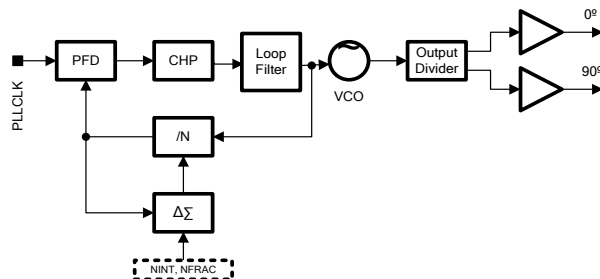 PLLCLK
PFD
CHP
Loop
Filter
VCO
Output
Divider
0º
90º
/N
ΔΣ
NINT, NFRAC